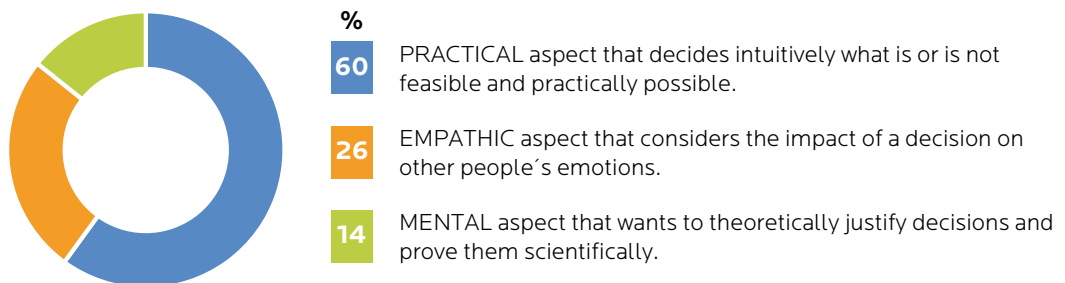 %
60
PRACTICAL aspect that decides intuitively what is or is not
feasible and practically possible.
26
EMPATHIC aspect that considers the impact of a decision on
other people´s emotions.
14
MENTAL aspect that wants to theoretically justify decisions and
prove them scientifically.